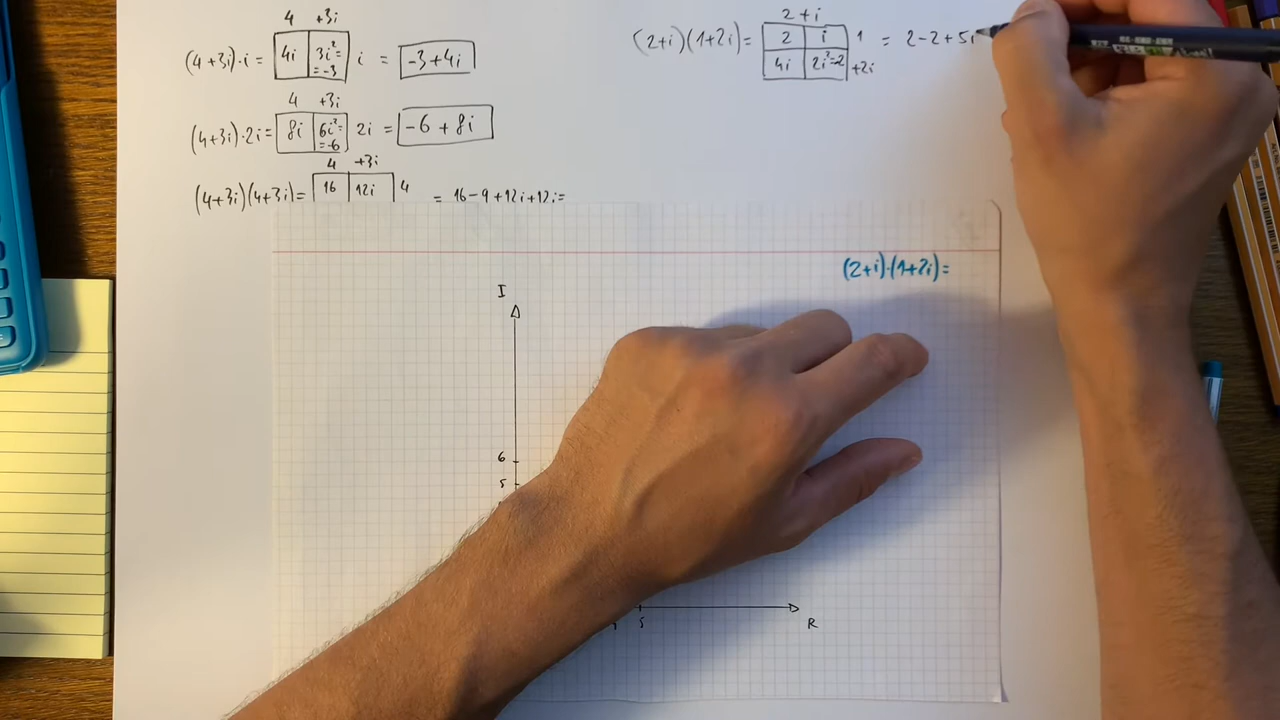 4 +3i
(4+3i)·i = 4i 3i²= =-3 i = -3+4i
4 +3i
(4+3i)·2i= 8i 6i²= =-6 2i = -6+8i
4 +3i
(4+3i)(4+3i)= 16 12i 4 = 16-9+12i+12i=
2+i
(2+i)(1+2i)= 2 i 1 = 2-2+5i
4i 2i²=-2 +2i
(2+i)·(1+2i)=
I
6
5
5
R